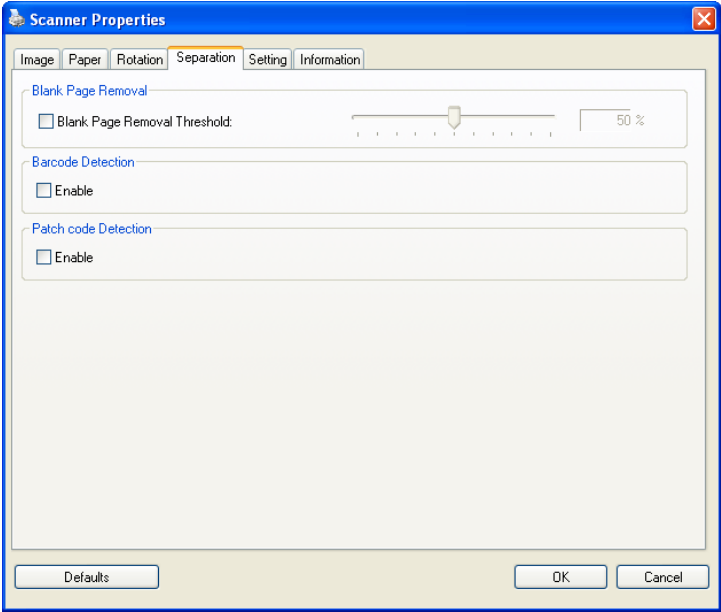 Scanner Properties
Image Paper Rotation Separation Setting Information
Blank Page Removal
Blank Page Removal Threshold: 50 %
Barcode Detection
Enable
Patch code Detection
Enable
Defaults OK Cancel